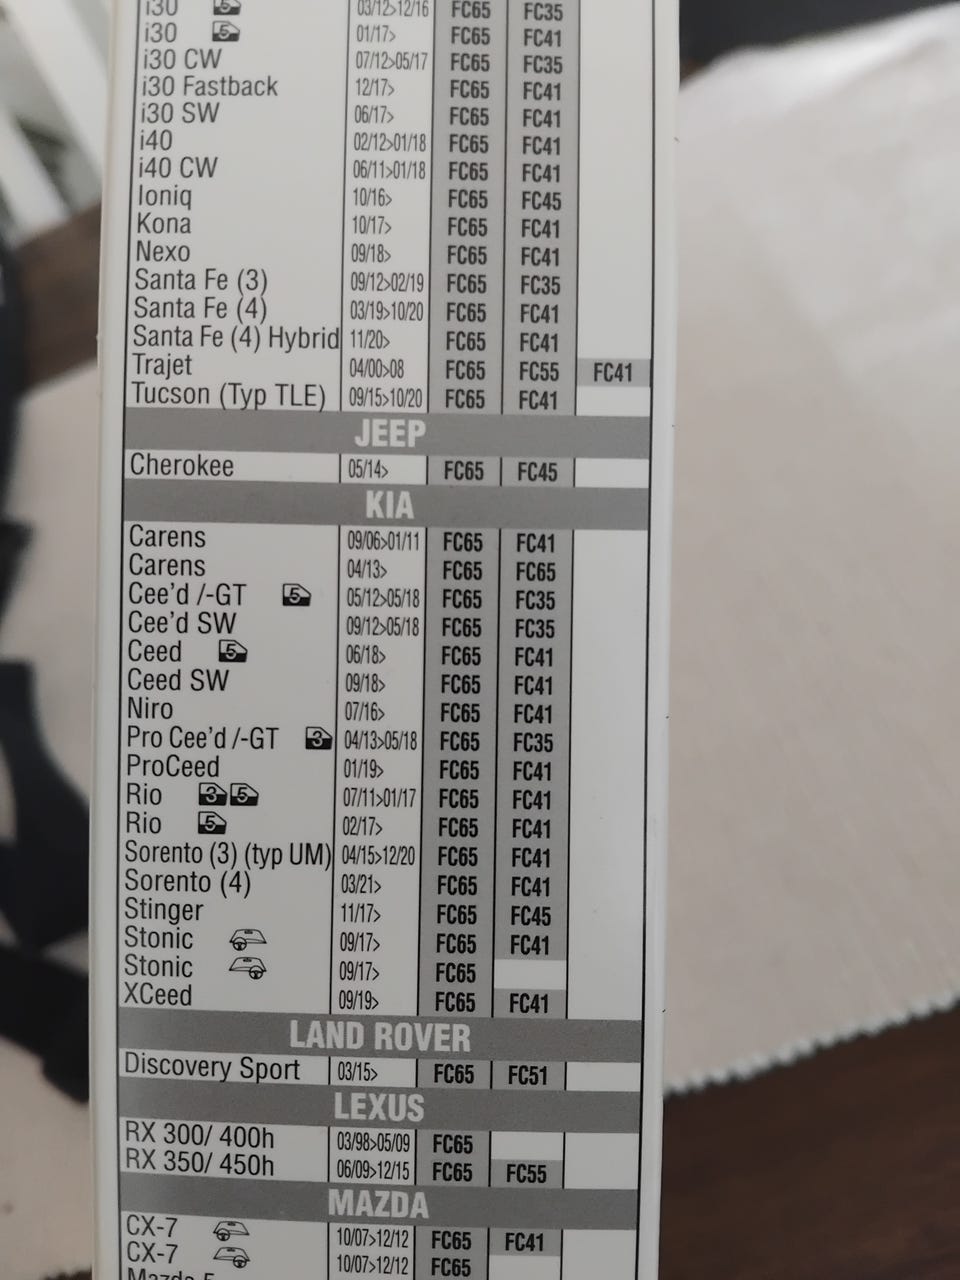 i30 5 03/12>12/16 FC65 FC35
i30 5 01/17> FC65 FC41
i30 CW 07/12>05/17 FC65 FC35
i30 Fastback 12/17> FC65 FC41
i30 SW 06/17> FC65 FC41
i40 02/12>01/18 FC65 FC41
i40 CW 06/11>01/18 FC65 FC41
Ioniq 10/16> FC65 FC45
Kona 10/17> FC65 FC41
Nexo 09/18> FC65 FC41
Santa Fe (3) 09/12>02/19 FC65 FC35
Santa Fe (4) 03/19>10/20 FC65 FC41
Santa Fe (4) Hybrid 11/20> FC65 FC41
Trajet 04/00>08 FC65 FC55 FC41
Tucson (Typ TLE) 09/15>10/20 FC65 FC41
JEEP
Cherokee 05/14> FC65 FC45
KIA
Carens 09/06>01/11 FC65 FC41
Carens 04/13> FC65 FC65
Cee'd /-GT 5 05/12>05/18 FC65 FC35
Cee'd SW 09/12>05/18 FC65 FC35
Ceed 5 06/18> FC65 FC41
Ceed SW 09/18> FC65 FC41
Niro 07/16> FC65 FC41
Pro Cee'd /-GT 3 04/13>05/18 FC65 FC35
ProCeed 01/19> FC65 FC41
Rio 3 5 07/11>01/17 FC65 FC41
Rio 5 02/17> FC65 FC41
Sorento (3) (typ UM) 04/15>12/20 FC65 FC41
Sorento (4) 03/21> FC65 FC41
Stinger 11/17> FC65 FC45
Stonic 09/17> FC65 FC41
Stonic 09/17> FC65
XCeed 09/19> FC65 FC41
LAND ROVER
Discovery Sport 03/15> FC65 FC51
LEXUS
RX 300/ 400h 03/98>05/09 FC65
RX 350/ 450h 06/09>12/15 FC65 FC55
MAZDA
CX-7 10/07>12/12 FC65 FC41
CX-7 10/07>12/12 FC65
Mazda 5